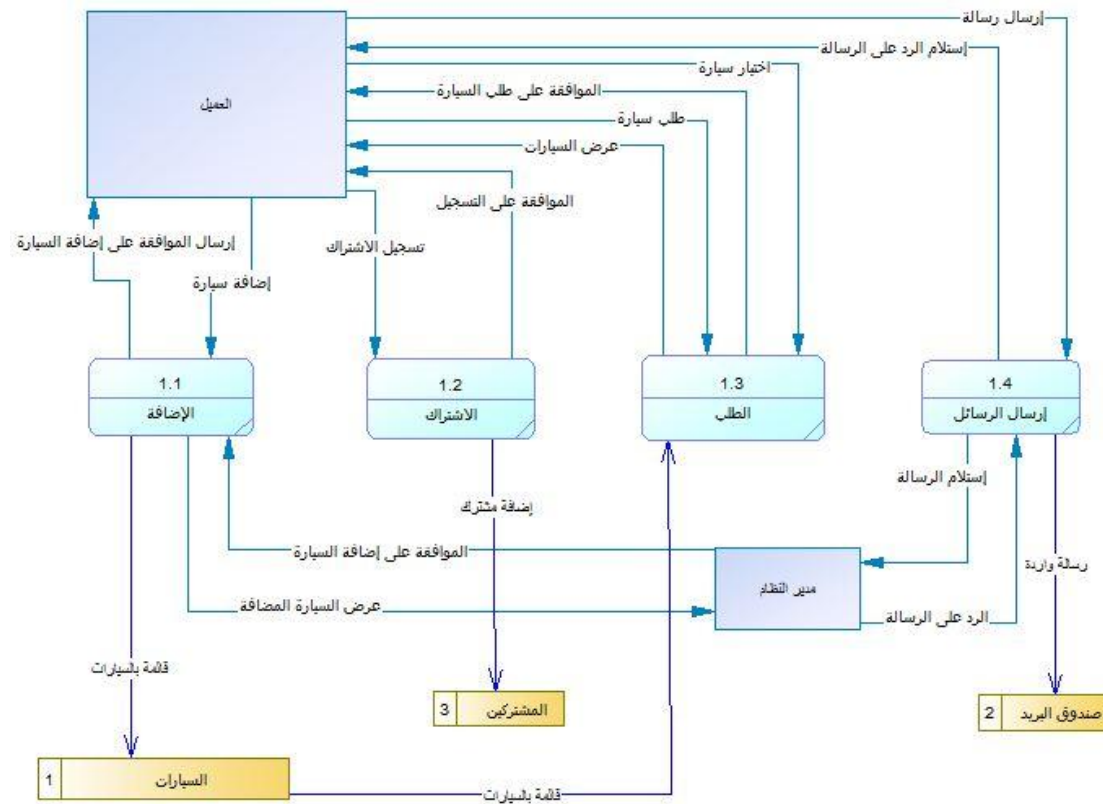 إرسال رسالة
إستلام الرد على الرسالة
اختيار سيارة
الموافقة على طلب السيارة
طلب سيارة
عرض السيارات
العميل
الموافقة على التسجيل
تسجيل الاشتراك
إرسال الموافقة على إضافة السيارة
إضافة سيارة
1.1
الإضافة
1.2
الاشتراك
1.3
الطلب
1.4
إرسال الرسائل
إستلام الرسالة
إضافة مشترك
الموافقة على إضافة السيارة
رسالة واردة
مدير النظام
عرض السيارة المضافة
الرد على الرسالة
قائمة بالسيارات
3 المشتركين
2 صندوق البريد
1 السيارات
قائمة بالسيارات